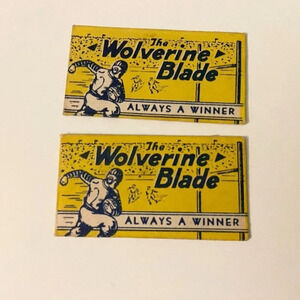 The
Wolverine
Blade
ALWAYS A WINNER
The
Wolverine
Blade
ALWAYS A WINNER